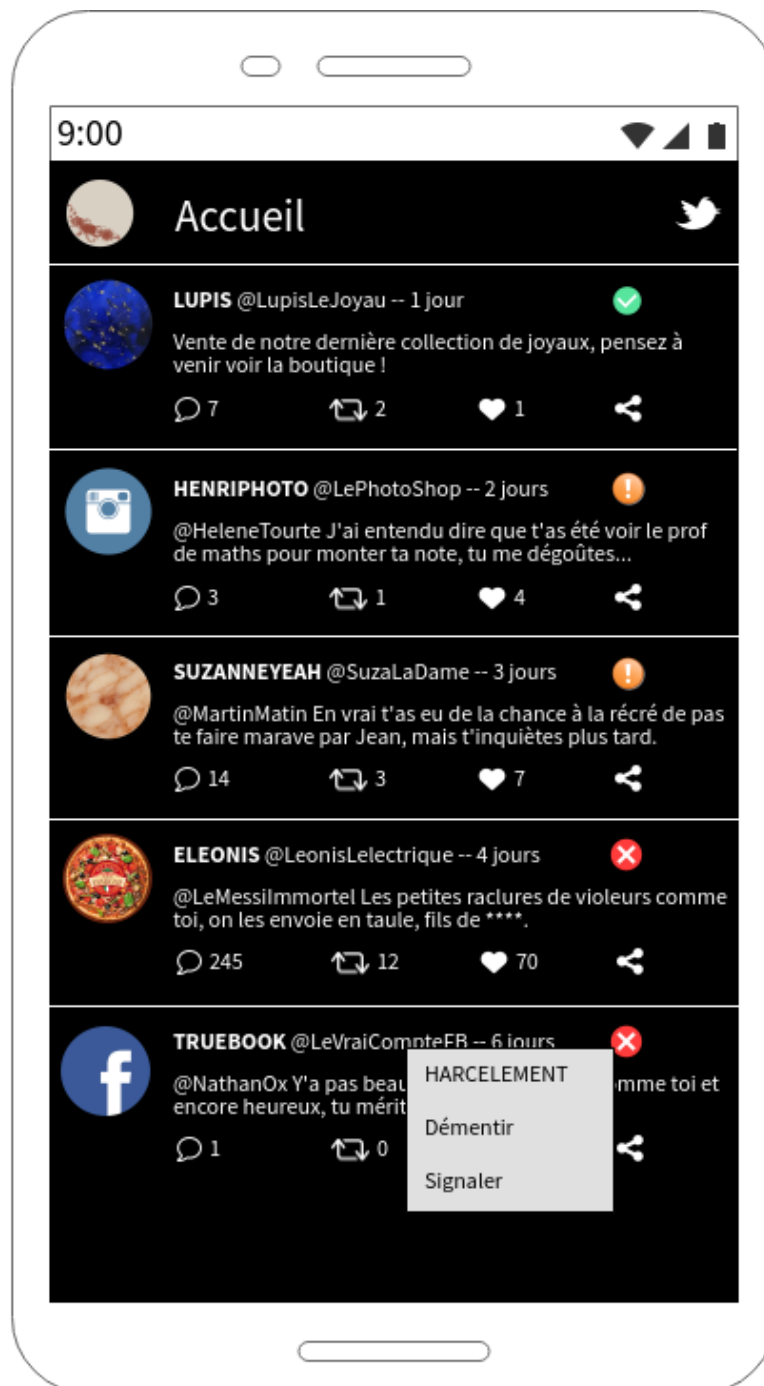 9:00
Accueil
LUPIS @LupisLeJoyau -- 1 jour
Vente de notre dernière collection de joyaux, pensez à
venir voir la boutique !
7 2 1
HENRIPHOTO @LePhotoShop -- 2 jours
@HeleneTourte J'ai entendu dire que t'as été voir le prof
de maths pour monter ta note, tu me dégoûtes...
3 1 4
SUZANNEYEAH @SuzaLaDame -- 3 jours
@MartinMatin En vrai t'as eu de la chance à la récré de pas
te faire marave par Jean, mais t'inquiètes plus tard.
14 3 7
ELEONIS @LeonisLelectrique -- 4 jours
@LeMessiImmortel Les petites raclures de violeurs comme
toi, on les envoie en taule, fils de ****.
245 12 70
TRUEBOOK @LeVraiCompteFB -- 6 jours
HARCELEMENT
@NathanOx Y'a pas toi et
encore heureux, tu
Démentir
1 0
Signaler